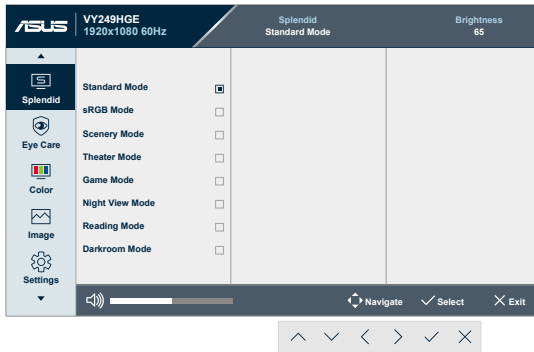 ASUS
VY249HGE
1920x1080 60Hz
Splendid
Standard Mode
Brightness
65
Splendid
Eye Care
Color
Image
Settings
Standard Mode
sRGB Mode
Scenery Mode
Theater Mode
Game Mode
Night View Mode
Reading Mode
Darkroom Mode
Navigate
Select
Exit